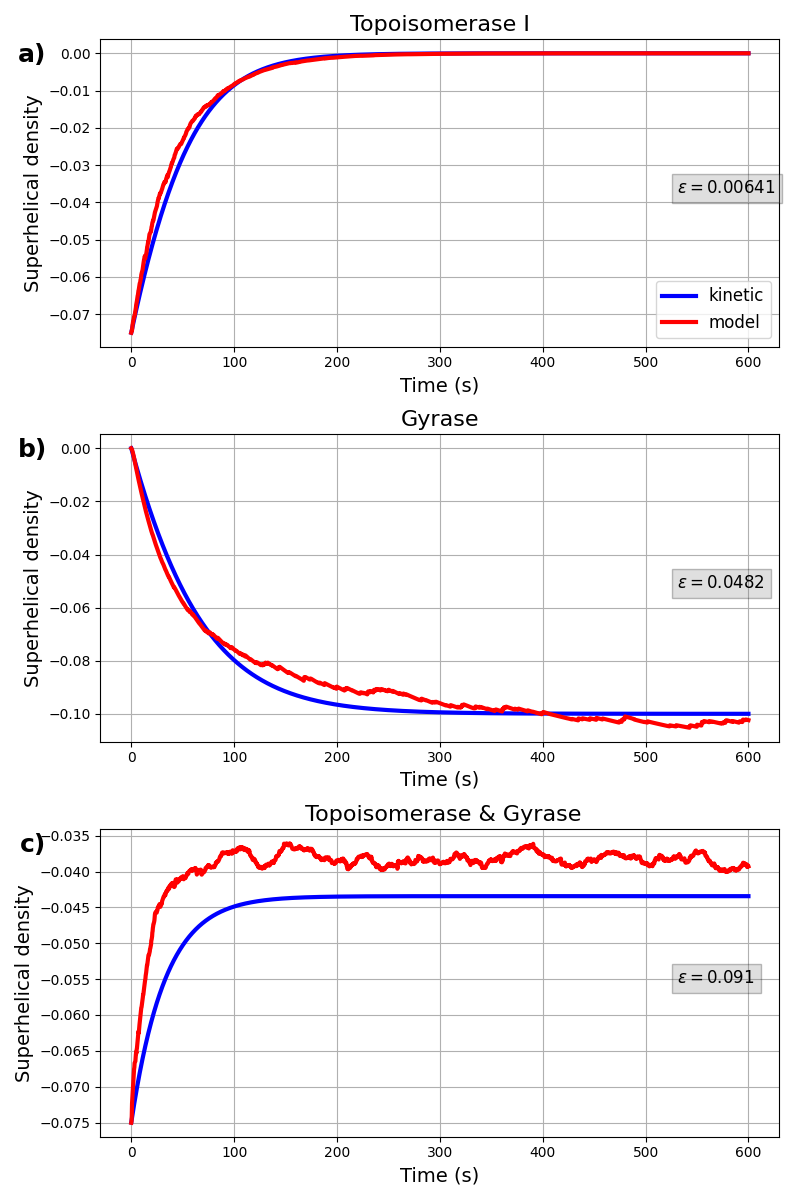 Topoisomerase I
a)
0.00
−0.01
−0.02
−0.03
−0.04
−0.05
−0.06
−0.07
Superhelical density
ε = 0.00641
kinetic
model
0 100 200 300 400 500 600
Time (s)
Gyrase
b)
0.00
−0.02
−0.04
−0.06
−0.08
−0.10
Superhelical density
ε = 0.0482
0 100 200 300 400 500 600
Time (s)
Topoisomerase & Gyrase
c)
−0.035
−0.040
−0.045
−0.050
−0.055
−0.060
−0.065
−0.070
−0.075
Superhelical density
ε = 0.091
0 100 200 300 400 500 600
Time (s)